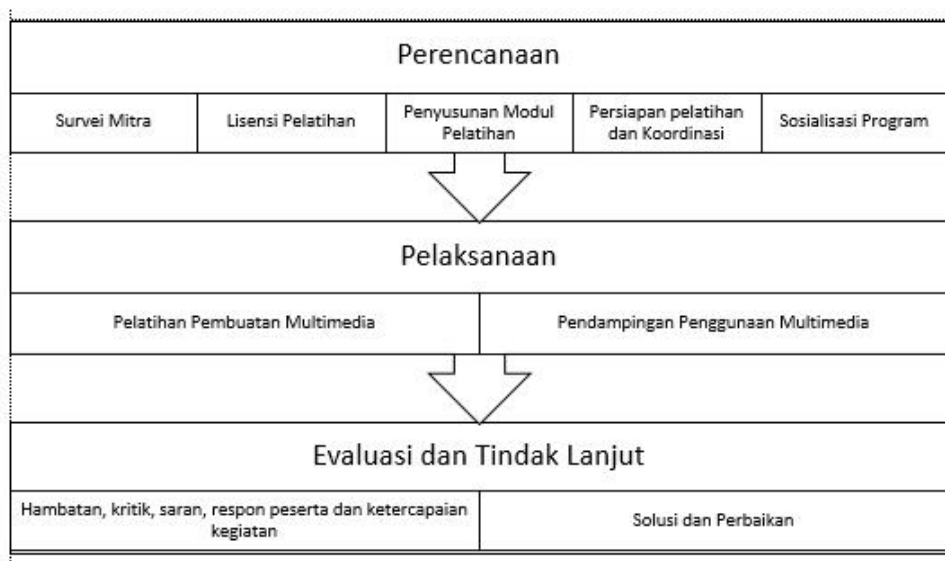 Perencanaan
Survei Mitra
Lisensi Pelatihan
Penyusunan Modul
Pelatihan
Persiapan pelatihan
dan Koordinasi
Sosialisasi Program
Pelaksanaan
Pelatihan Pembuatan Multimedia
Pendampingan Penggunaan Multimedia
Evaluasi dan Tindak Lanjut
Hambatan, kritik, saran, respon peserta dan ketercapaian
kegiatan
Solusi dan Perbaikan